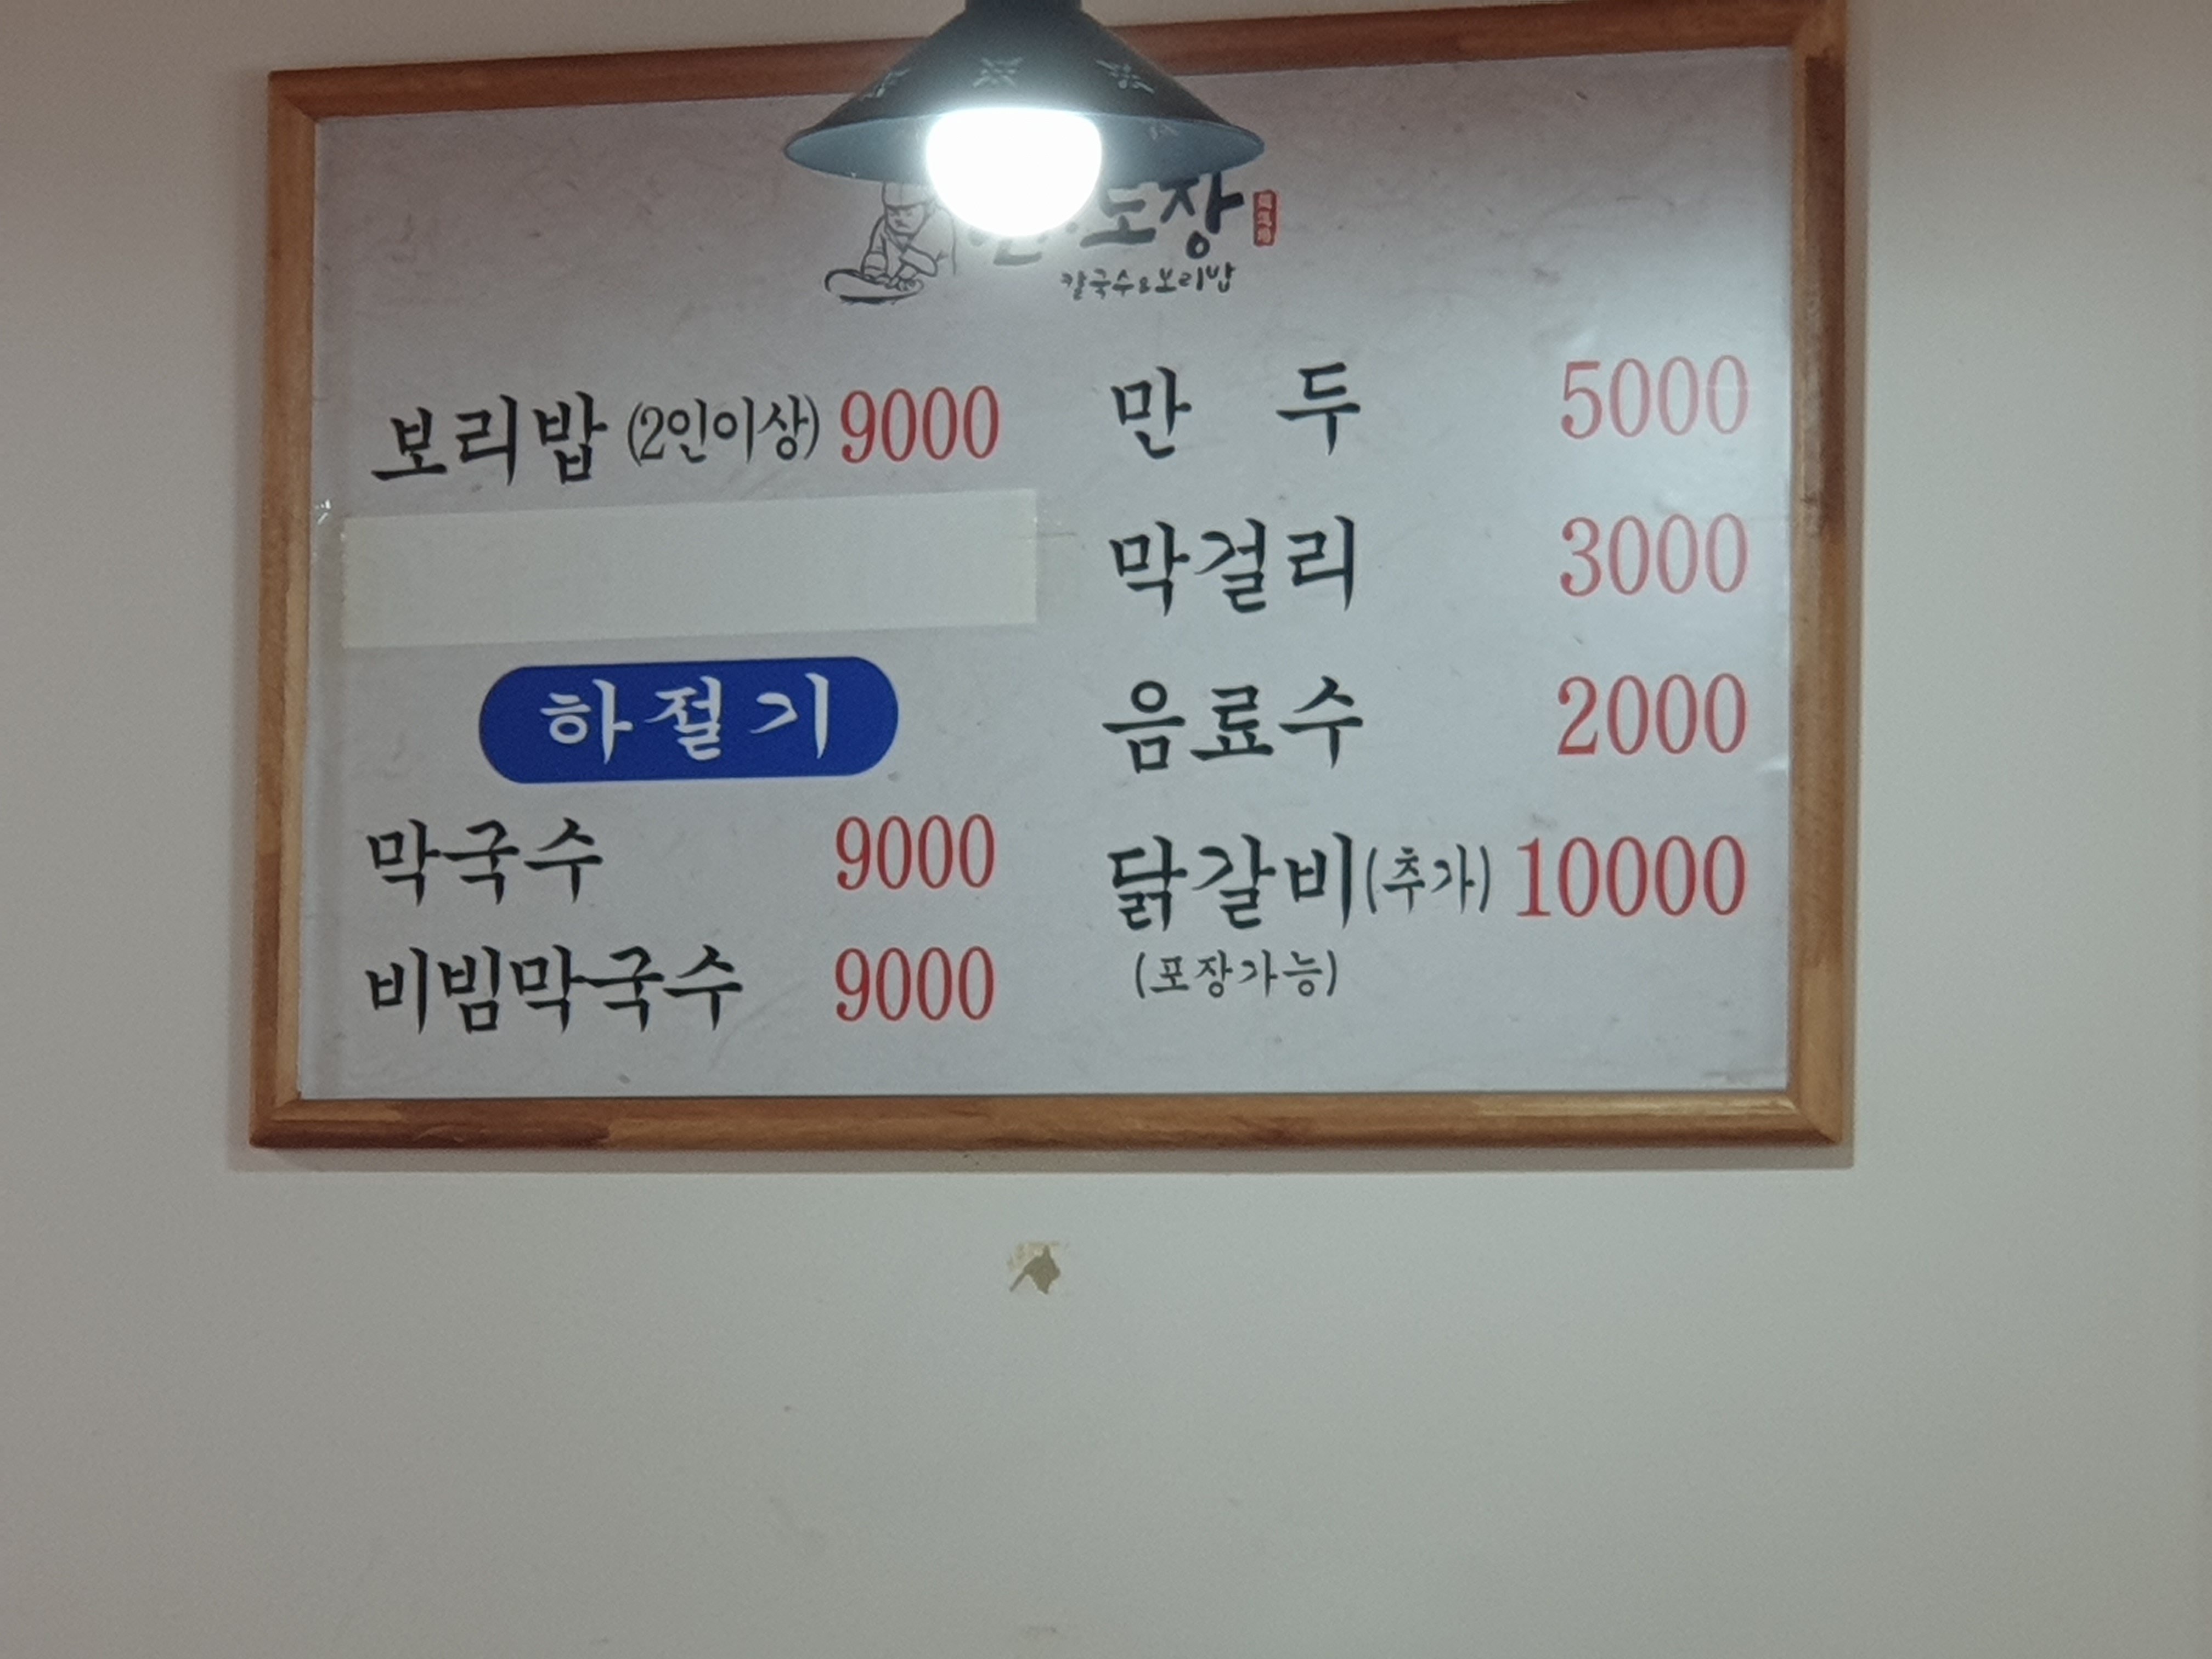 도장
칼국수&보리밥
보리밥 (2인이상) 9000
하절기
막국수 9000
비빔막국수 9000
만 두 5000
막걸리 3000
음료수 2000
닭갈비(추가) 10000
(포장가능)